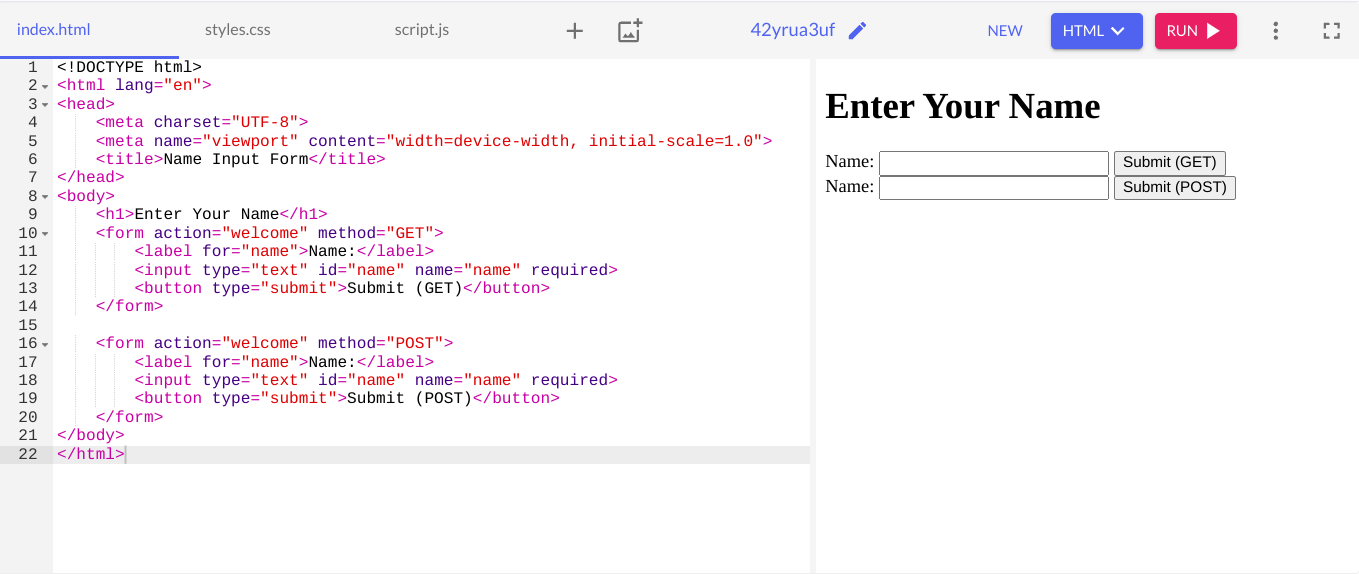 index.html styles.css script.js 42yrua3uf NEW HTML RUN
1 <!DOCTYPE html>
2 <html lang="en">
3 <head>
4     <meta charset="UTF-8">
5     <meta name="viewport" content="width=device-width, initial-scale=1.0">
6     <title>Name Input Form</title>
7 </head>
8 <body>
9     <h1>Enter Your Name</h1>
10     <form action="welcome" method="GET">
11         <label for="name">Name:</label>
12         <input type="text" id="name" name="name" required>
13         <button type="submit">Submit (GET)</button>
14     </form>
15
16     <form action="welcome" method="POST">
17         <label for="name">Name:</label>
18         <input type="text" id="name" name="name" required>
19         <button type="submit">Submit (POST)</button>
20     </form>
21 </body>
22 </html>
Enter Your Name
Name: Submit (GET)
Name: Submit (POST)